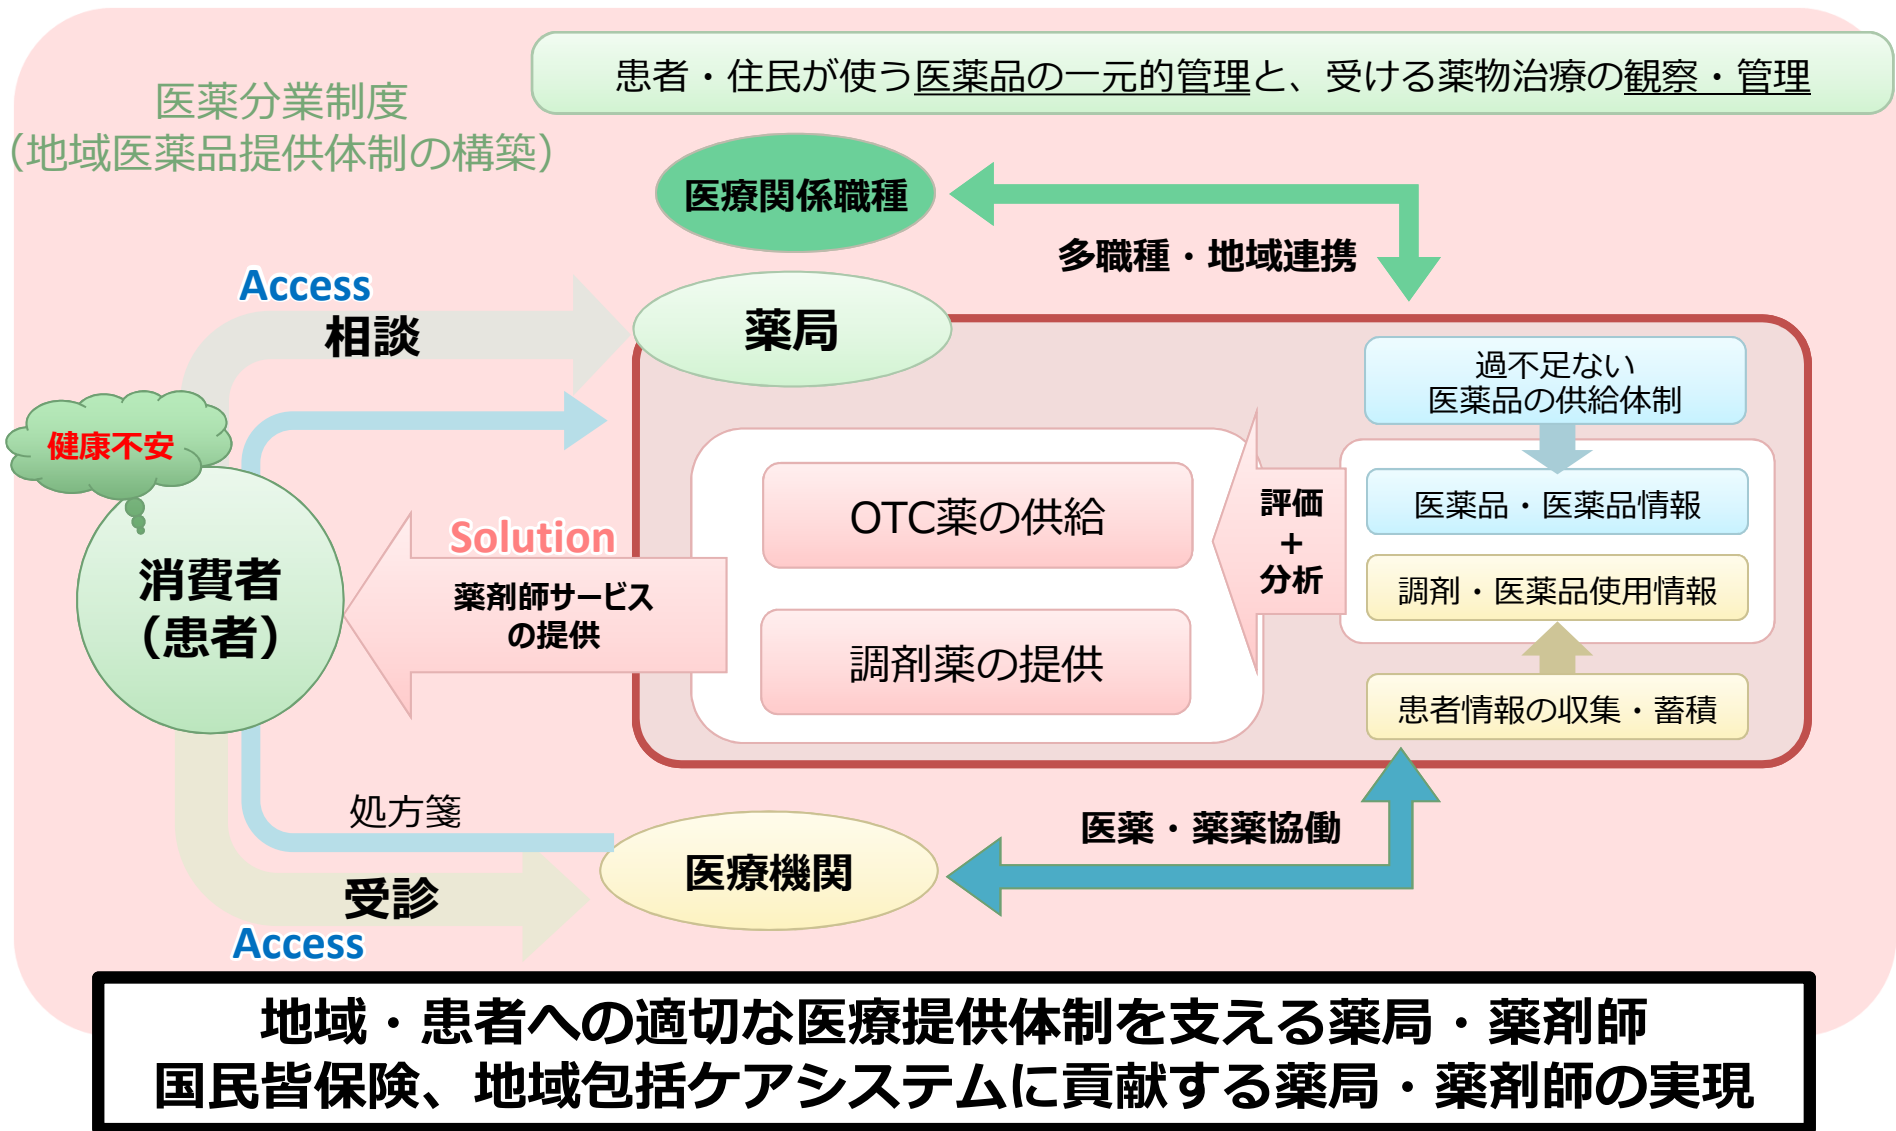 患者・住民が使う医薬品の一元的管理と、受ける薬物治療の観察・管理
医薬分業制度
（地域医薬品提供体制の構築）
医療関係職種
多職種・地域連携
Access
相談
薬局
過不足ない
医薬品の供給体制
健康不安
医薬品・医薬品情報
評価
＋
分析
OTC薬の供給
Solution
薬剤師サービス
の提供
消費者
（患者）
調剤・医薬品使用情報
調剤薬の提供
患者情報の収集・蓄積
処方箋
医薬・薬薬協働
医療機関
受診
Access
地域・患者への適切な医療提供体制を支える薬局・薬剤師
国民皆保険、地域包括ケアシステムに貢献する薬局・薬剤師の実現